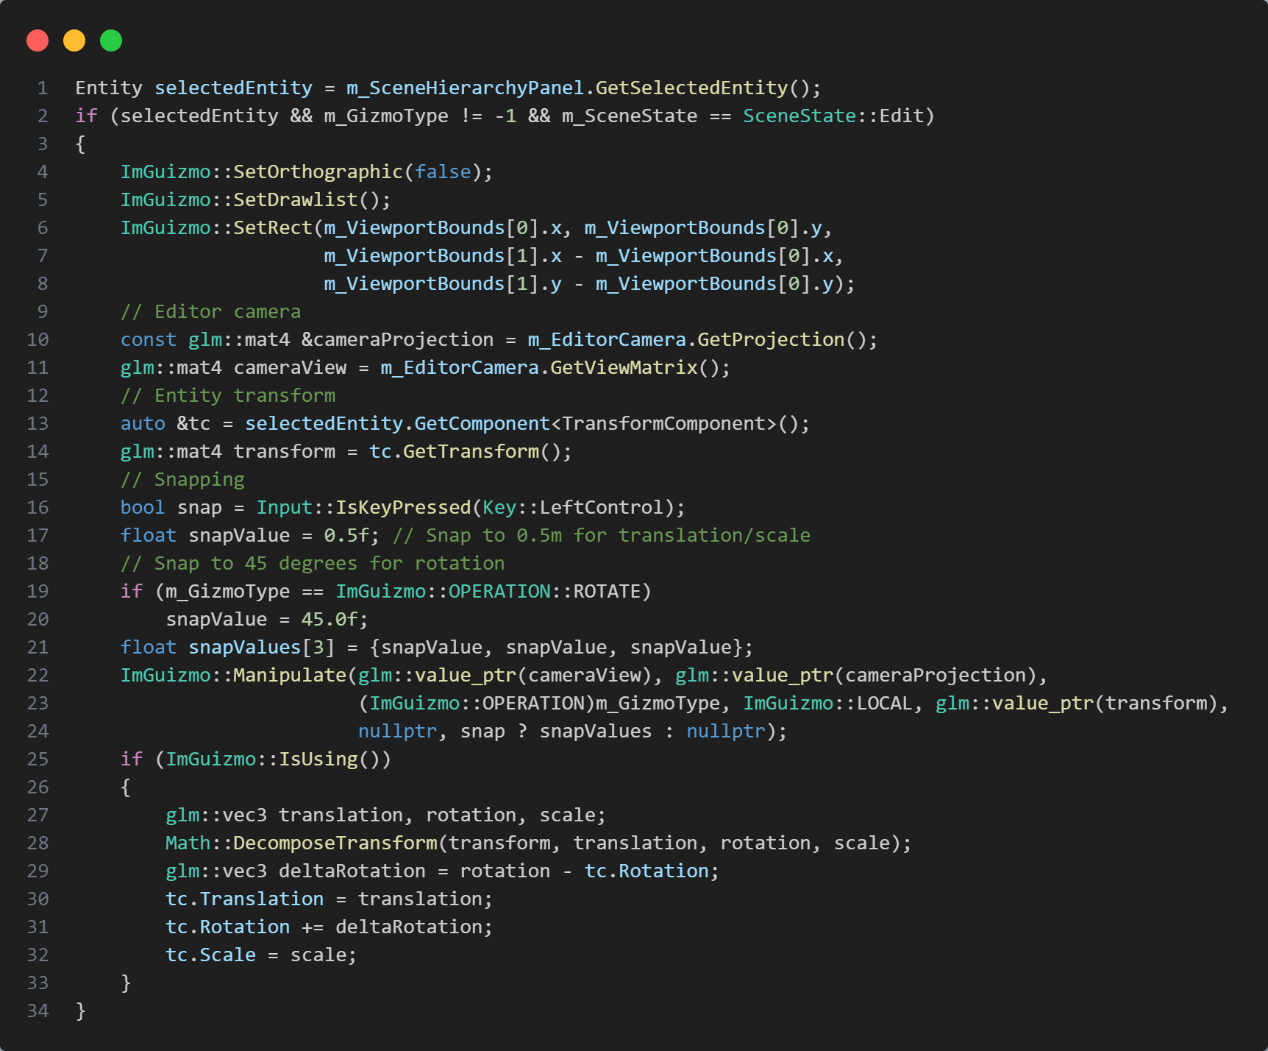 1 Entity selectedEntity = m_SceneHierarchyPanel.GetSelectedEntity();
2 if (selectedEntity && m_GizmoType != -1 && m_SceneState == SceneState::Edit)
3 {
4     ImGuizmo::SetOrthographic(false);
5     ImGuizmo::SetDrawlist();
6     ImGuizmo::SetRect(m_ViewportBounds[0].x, m_ViewportBounds[0].y,
7                       m_ViewportBounds[1].x - m_ViewportBounds[0].x,
8                       m_ViewportBounds[1].y - m_ViewportBounds[0].y);
9     // Editor camera
10     const glm::mat4 &cameraProjection = m_EditorCamera.GetProjection();
11     glm::mat4 cameraView = m_EditorCamera.GetViewMatrix();
12     // Entity transform
13     auto &tc = selectedEntity.GetComponent<TransformComponent>();
14     glm::mat4 transform = tc.GetTransform();
15     // Snapping
16     bool snap = Input::IsKeyPressed(Key::LeftControl);
17     float snapValue = 0.5f; // Snap to 0.5m for translation/scale
18     // Snap to 45 degrees for rotation
19     if (m_GizmoType == ImGuizmo::OPERATION::ROTATE)
20         snapValue = 45.0f;
21     float snapValues[3] = {snapValue, snapValue, snapValue};
22     ImGuizmo::Manipulate(glm::value_ptr(cameraView), glm::value_ptr(cameraProjection),
23                          (ImGuizmo::OPERATION)m_GizmoType, ImGuizmo::LOCAL, glm::value_ptr(transform),
24                          nullptr, snap ? snapValues : nullptr);
25     if (ImGuizmo::IsUsing())
26     {
27         glm::vec3 translation, rotation, scale;
28         Math::DecomposeTransform(transform, translation, rotation, scale);
29         glm::vec3 deltaRotation = rotation - tc.Rotation;
30         tc.Translation = translation;
31         tc.Rotation += deltaRotation;
32         tc.Scale = scale;
33     }
34 }